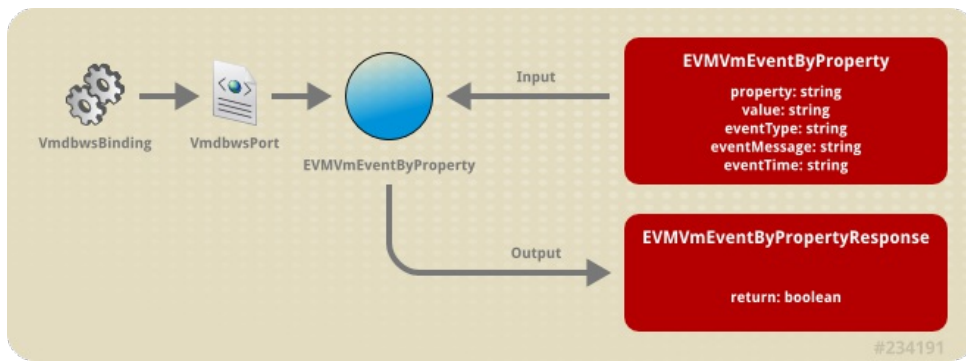 VmdbwsBinding
VmdbwsPort
EVMVmEventByProperty
Input
EVMVmEventByProperty
property: string
value: string
eventType: string
eventMessage: string
eventTime: string
Output
EVMVmEventByPropertyResponse
return: boolean
#234191